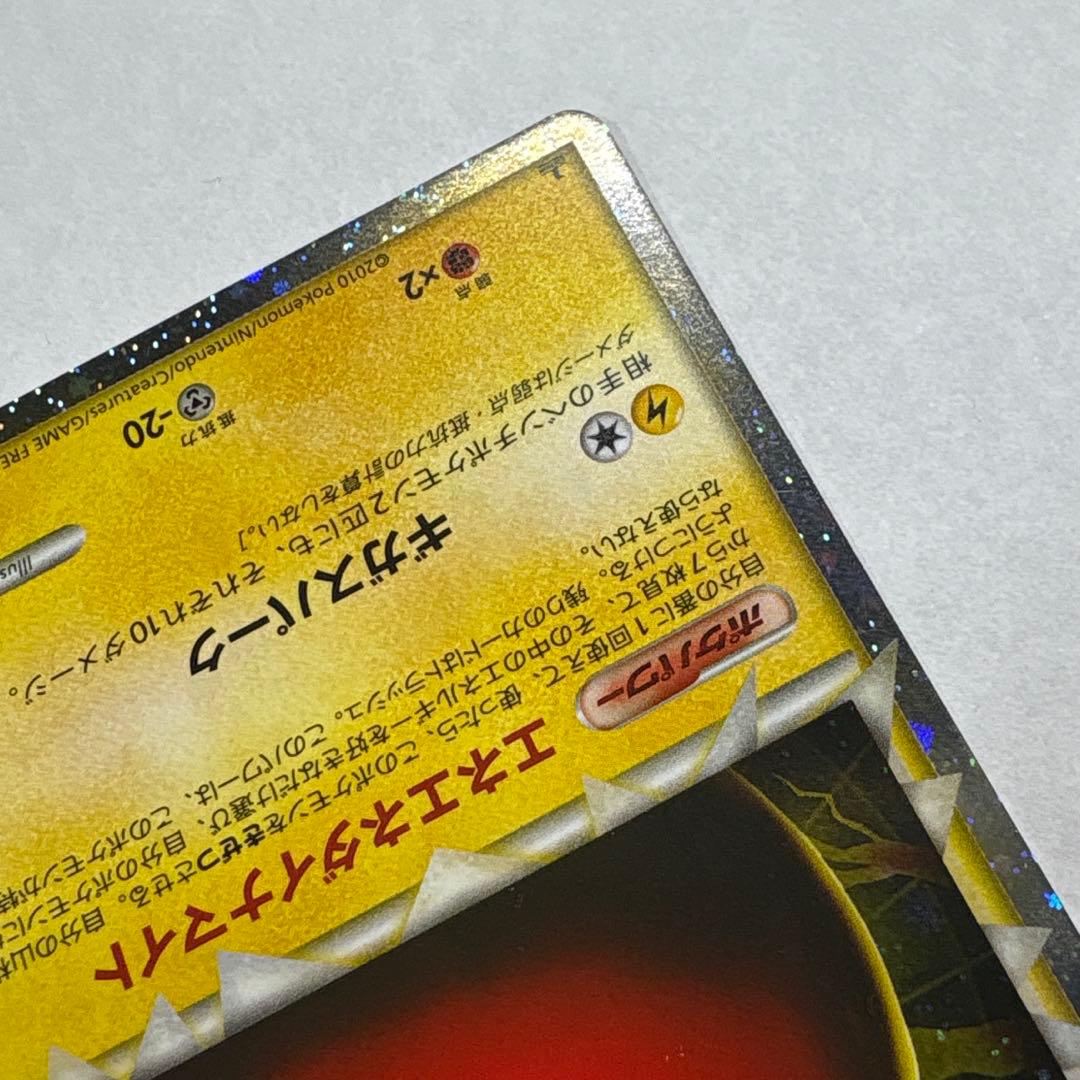 ポケパワー エネエネダイナマイト
自分の番に1回使えて、使ったら、このポケモンをきぜつさせる。自分の山札
から7枚見て、その中のエネルギーを好きなだけ選び、自分のポケモンに
ようにつける。残りのカードはトラッシュ。このパワーは、このポケモンが特
なら使えない。
ギガスパーク
相手のベンチポケモン2匹にも、それぞれ10ダメージ。
ダメージは弱点・抵抗力の計算をしない。]
弱点 ×2 抵抗力 -20
Illus
©2010 Pokémon/Nintendo/Creatures/GAME FRE